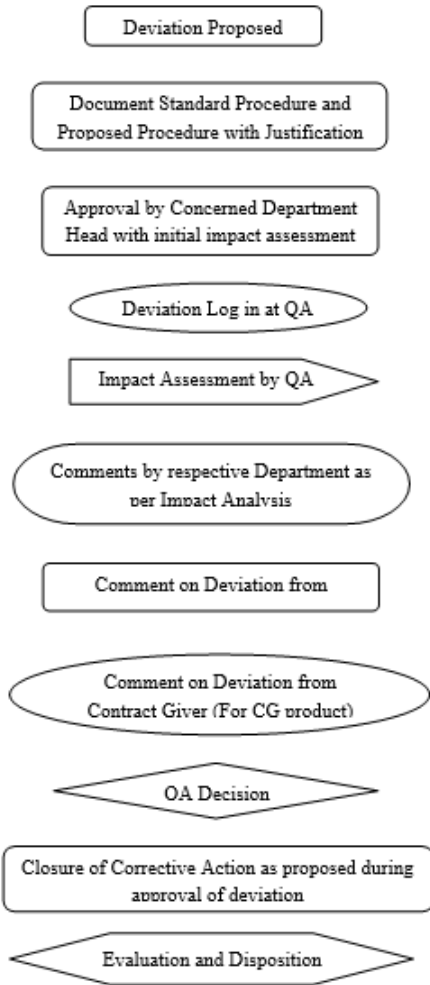 Deviation Proposed
Document Standard Procedure and
Proposed Procedure with Justification
Approval by Concerned Department
Head with initial impact assessment
Deviation Log in at QA
Impact Assessment by QA
Comments by respective Department as
per Impact Analysis
Comment on Deviation from
Comment on Deviation from
Contract Giver (For CG product)
QA Decision
Closure of Corrective Action as proposed during
approval of deviation
Evaluation and Disposition